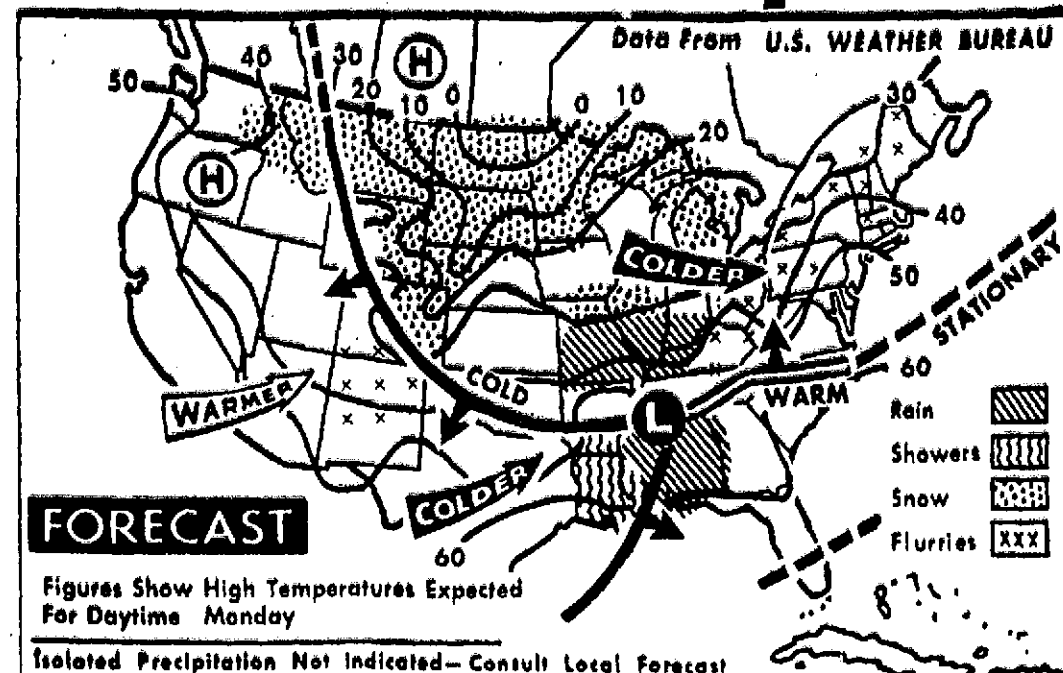 Data From U.S. WEATHER BUREAU
50
40
30
20
10
0
H
0
10
20
30
H
40
50
COLDER
STATIONARY
60
WARMER
COLD
L
WARM
COLDER
60
Rain
Showers
Snow
Flurries
XXX
FORECAST
Figures Show High Temperatures Expected
For Daytime Monday
Isolated Precipitation Not Indicated— Consult Local Forecast